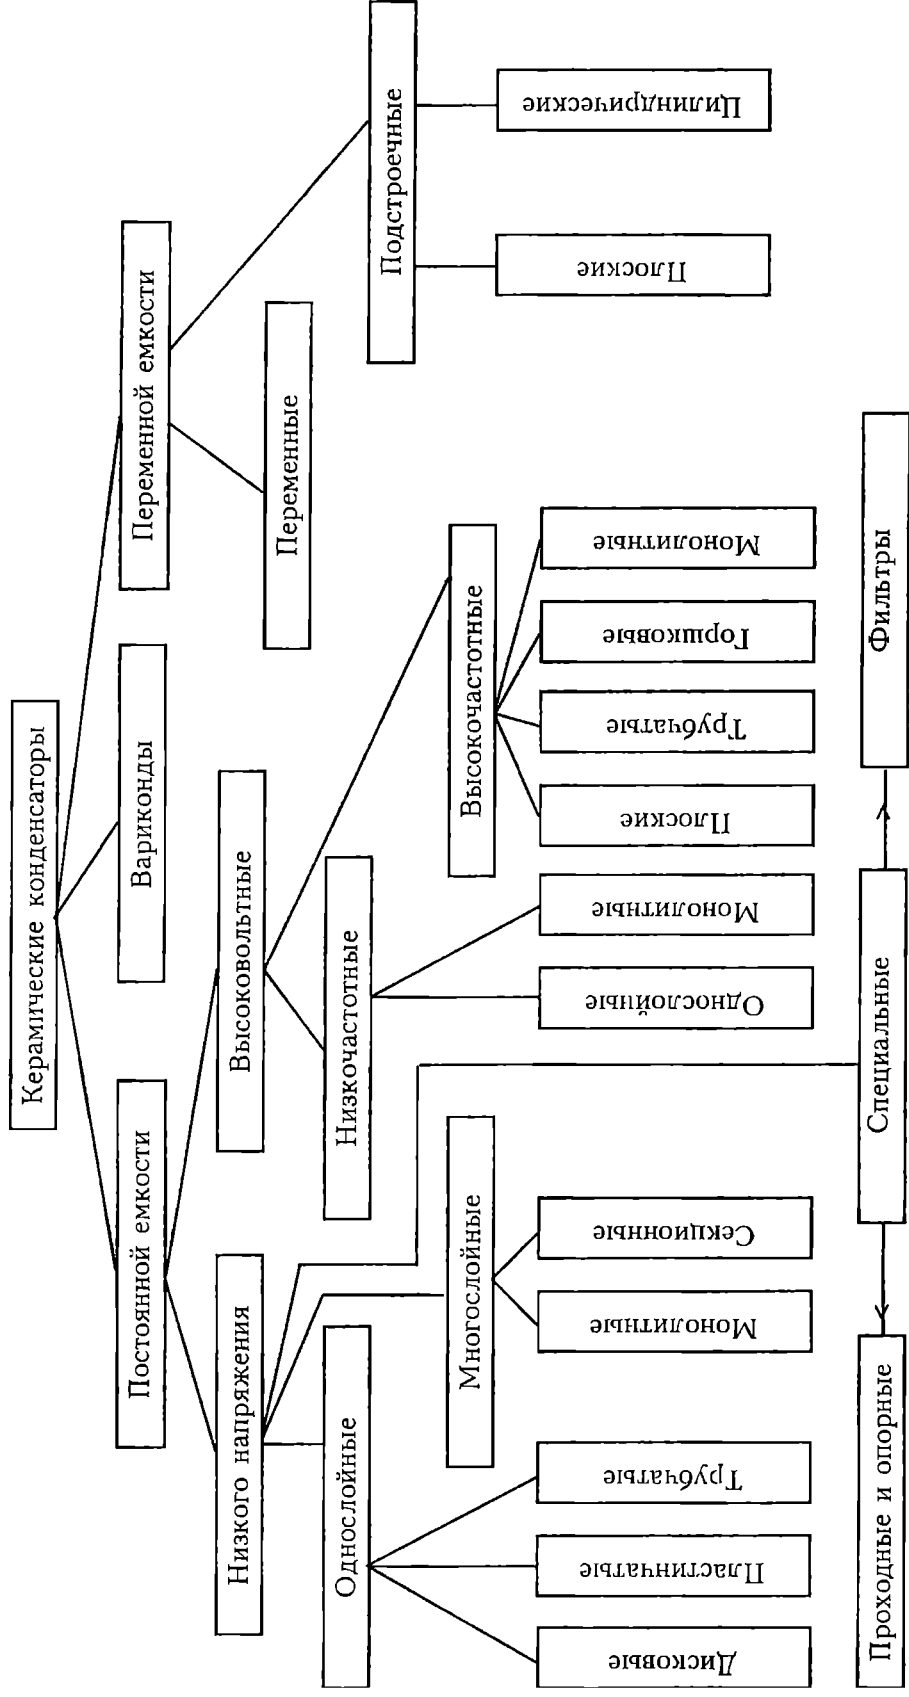 Керамические конденсаторы
Постоянной емкости
Вариконды
Переменной емкости
Низкого напряжения
Высоковольтные
Переменные
Подстроечные
Однослойные
Многослойные
Низкочастотные
Высокочастотные
Дисковые
Пластинчатые
Трубчатые
Монолитные
Секционные
Однослойные
Монолитные
Плоские
Трубчатые
Горшковые
Монолитные
Плоские
Цилиндрические
Проходные и опорные
Специальные
Фильтры